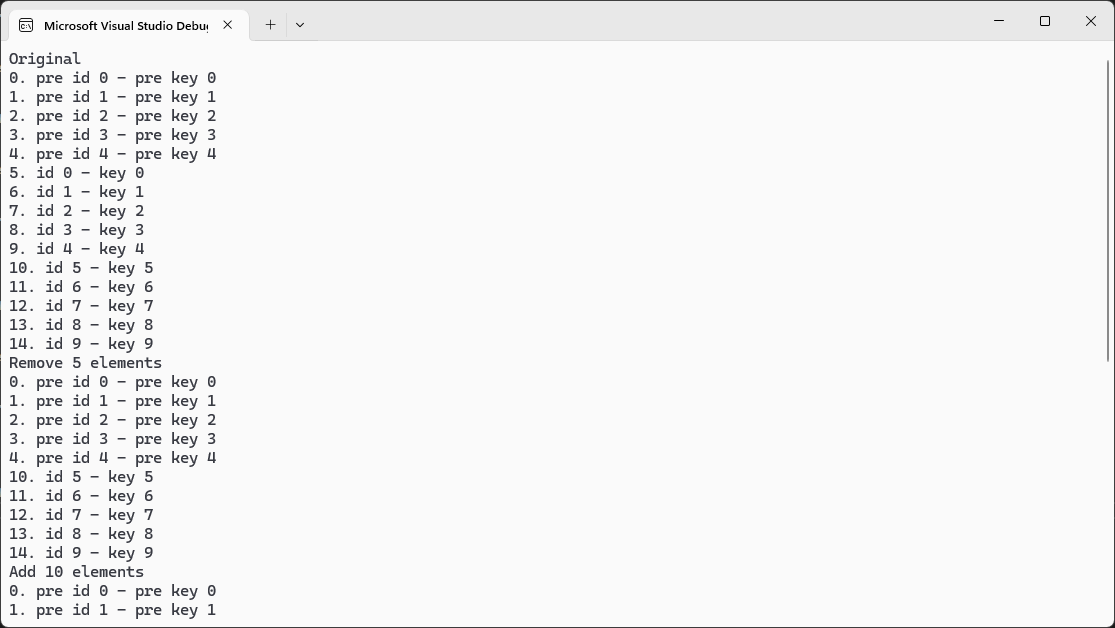 Microsoft Visual Studio Debug
Original
0. pre id 0 - pre key 0
1. pre id 1 - pre key 1
2. pre id 2 - pre key 2
3. pre id 3 - pre key 3
4. pre id 4 - pre key 4
5. id 0 - key 0
6. id 1 - key 1
7. id 2 - key 2
8. id 3 - key 3
9. id 4 - key 4
10. id 5 - key 5
11. id 6 - key 6
12. id 7 - key 7
13. id 8 - key 8
14. id 9 - key 9
Remove 5 elements
0. pre id 0 - pre key 0
1. pre id 1 - pre key 1
2. pre id 2 - pre key 2
3. pre id 3 - pre key 3
4. pre id 4 - pre key 4
10. id 5 - key 5
11. id 6 - key 6
12. id 7 - key 7
13. id 8 - key 8
14. id 9 - key 9
Add 10 elements
0. pre id 0 - pre key 0
1. pre id 1 - pre key 1